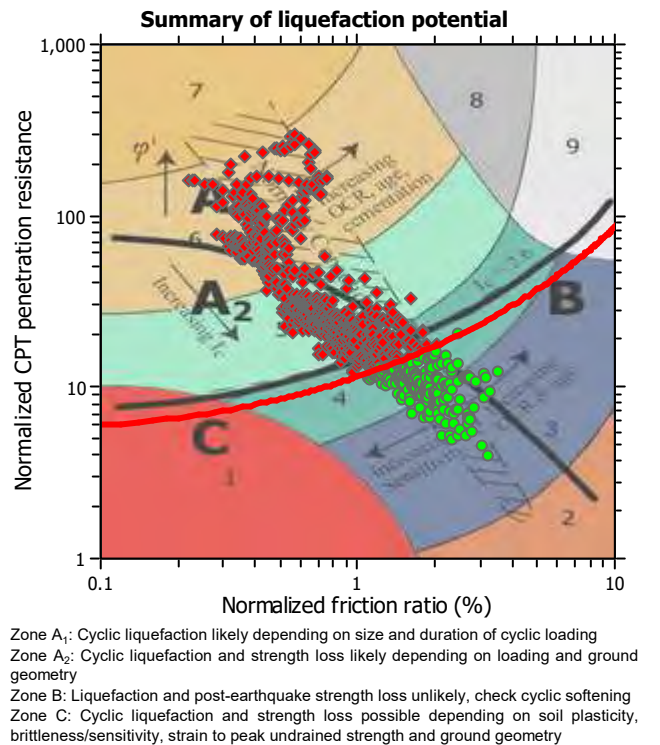 Summary of liquefaction potential
1,000
100
10
1
Normalized CPT penetration resistance
7
8
9
φ'
Increasing
OCR, age,
cementation
A
6
A2
Increasing Ic
Ic = 2.6
B
4
C
1
3
2
0.1
1
10
Normalized friction ratio (%)
Zone A1: Cyclic liquefaction likely depending on size and duration of cyclic loading
Zone A2: Cyclic liquefaction and strength loss likely depending on loading and ground
geometry
Zone B: Liquefaction and post-earthquake strength loss unlikely, check cyclic softening
Zone C: Cyclic liquefaction and strength loss possible depending on soil plasticity,
brittleness/sensitivity, strain to peak undrained strength and ground geometry